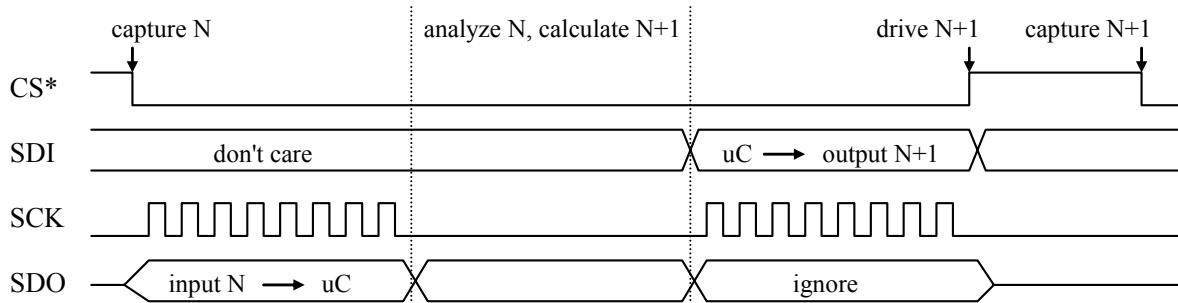 capture N analyze N, calculate N+1 drive N+1 capture N+1
CS*
SDI don't care uC output N+1
SCK
SDO input N uC ignore